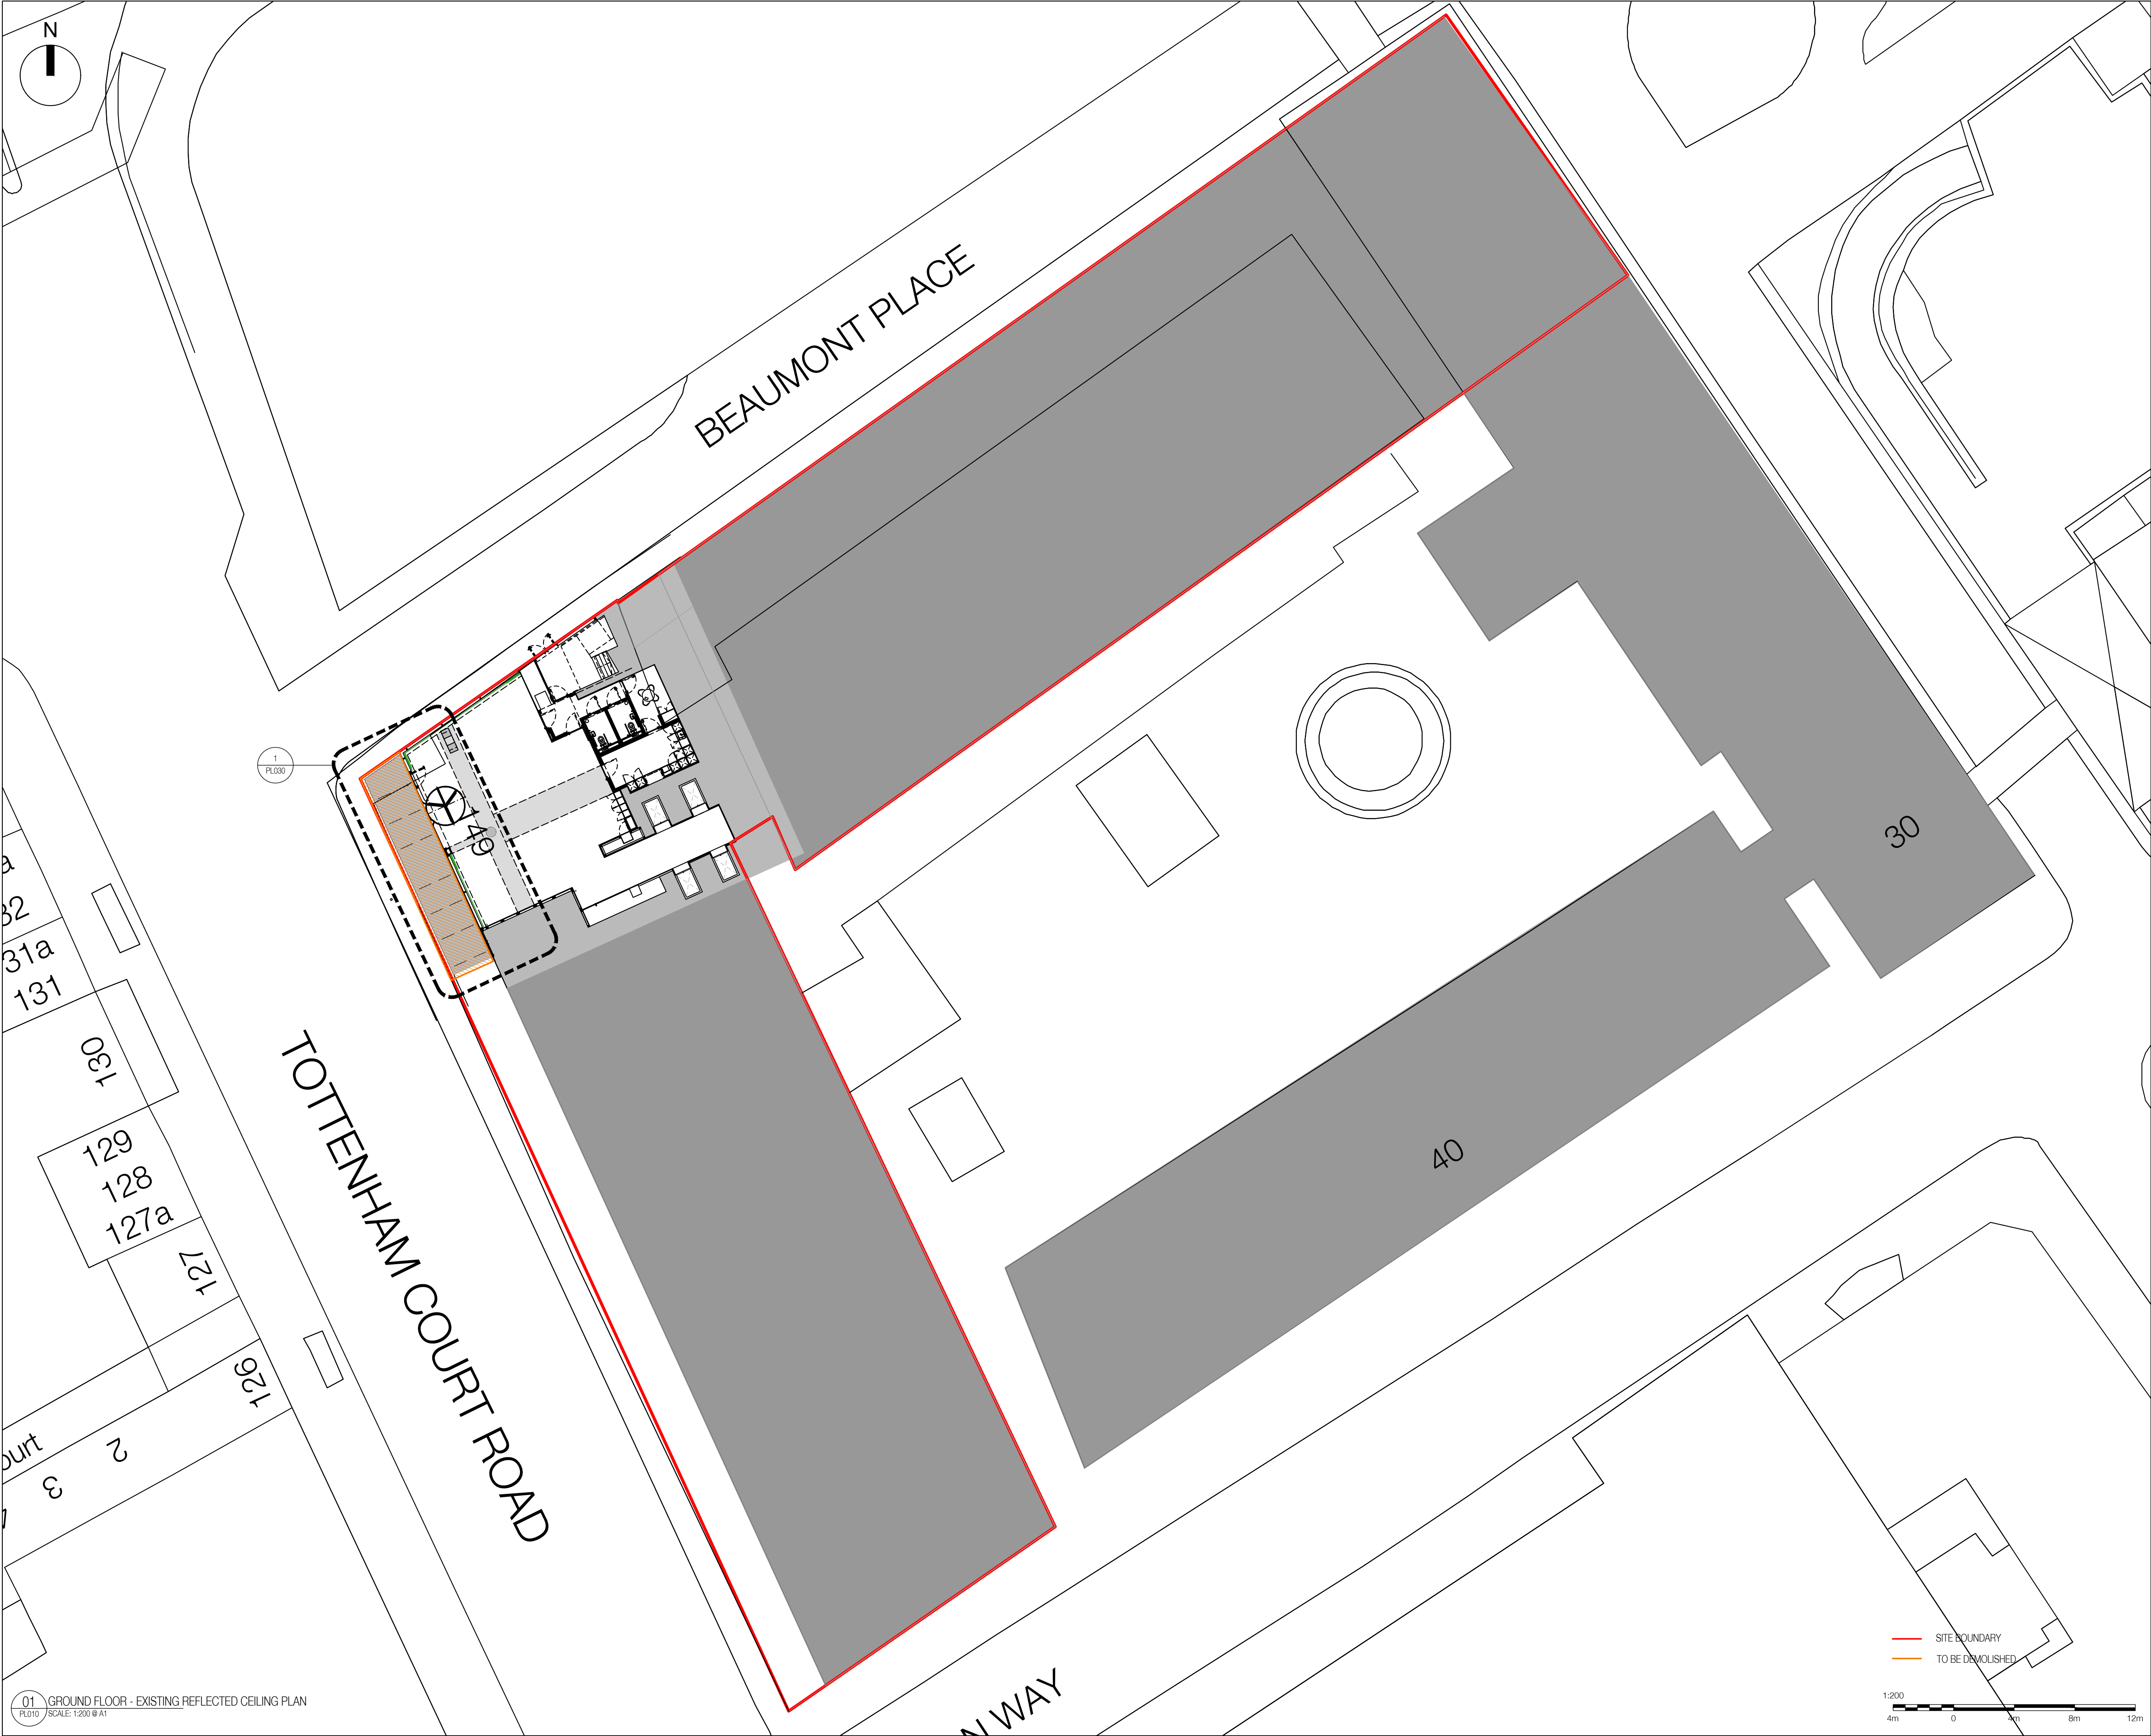 N
BEAUMONT PLACE
1
PL030
149
30
32
31a
131
130
129
128
127a
127
126
2
3
40
TOTTENHAM COURT ROAD
WAY
SITE BOUNDARY
TO BE DEMOLISHED
01
PL010
GROUND FLOOR - EXISTING REFLECTED CEILING PLAN
SCALE: 1:200 @ A1
1:200
4m
0
4m
8m
12m